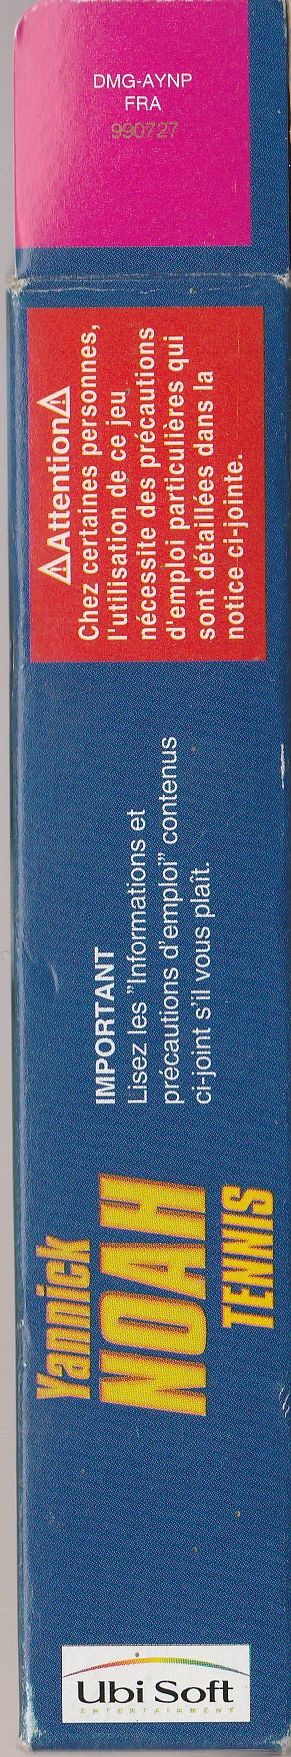 DMG-AYNP
FRA
990727
⚠Attention⚠
Chez certaines personnes,
l'utilisation de ce jeu
nécessite des précautions
d'emploi particulières qui
sont détaillées dans la
notice ci-jointe.
IMPORTANT
Lisez les "Informations et
précautions d'emploi" contenus
ci-joint s'il vous plaît.
Yannick
NOAH
TENNIS
Ubi Soft
ENTERTAINMENT